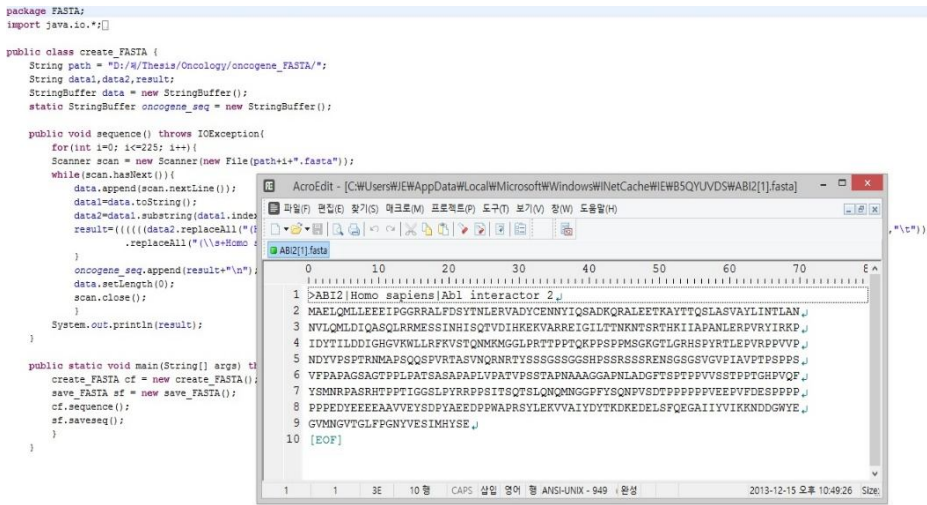 package FASTA;
import java.io.*;
public class create_FASTA {
String path = "D:/제/Thesis/Oncology/oncogene_FASTA/";
String data1,data2,result;
StringBuffer data = new StringBuffer();
static StringBuffer oncogene_seq = new StringBuffer();
public void sequence() throws IOException{
for(int i=0; i<=225; i++){
Scanner scan = new Scanner(new File(path+i+".fasta"));
while(scan.hasNext()){
data.append(scan.nextLine());
data1=data.toString();
data2=data1.substring(data1.index
result=((((((data2.replaceAll("(
,"\t"))
.replaceAll("(\\s+Homo s
}
oncogene_seq.append(result+"\n");
data.setLength(0);
scan.close();
}
System.out.println(result);
}
public static void main(String[] args) th
create_FASTA cf = new create_FASTA();
save_FASTA sf = new save_FASTA();
cf.sequence();
sf.saveseq();
}
}
AcroEdit - [C:₩Users₩JE₩AppData₩Local₩Microsoft₩Windows₩INetCache₩IE₩B5QYUVDS₩ABI2[1].fasta]
파일(F) 편집(E) 찾기(S) 매크로(M) 프로젝트(P) 도구(T) 보기(V) 창(W) 도움말(H)
ABI2[1].fasta
0 10 20 30 40 50 60 70 8
1 >ABI2|Homo sapiens|Abl interactor 2
2 MAELQMLLEEEIPGGRRALFDSYTNLERVADYCENNYIQSADKQRALEETKAYTTQSLASVAYLINTLAN
3 NVLQMLDIQASQLRRMESSINHISQTVDIHKEKVARREIGILTTNKNTSRTHKIIAPANLERPVRYIRKP
4 IDYTILDDIGHGVKWLLRFKVSTQNMKMGGLPRTTPPTQKPPSPPMSGKGTLGRHSPYRTLEPVRPPVVP
5 NDYVPSPTRNMAPSQQSPVRTASVNQRNRTYSSSGSSGGSHPSSRSSSRENSGSGSVGVPIAVPTPSPPS
6 VFPAPAGSAGTPPLPATSASAPAPLVPATVPSSTAPNAAAGGAPNLADGFTSPTPPVVSSTPPTGHPVQF
7 YSMNRPASRHTPPTIGGSLPYRRPPSITSQTSLQNQMNGGPFYSQNPVSDTPPPPPPVEEPVFDESPPPP
8 PPPEDYEEEEAAVVEYSDPYAEEDPPWAPRSYLEKVVAIYDYTKDKEDELSFQEGAIIYVIKKNDDGWYE
9 GVMNGVTGLFPGNYVESIMHYSE
10 [EOF]
1 1 3E 10 행 CAPS 삽입 영어 행 ANSI-UNIX - 949 완성 2013-12-15 오후 10:49:26 Size: